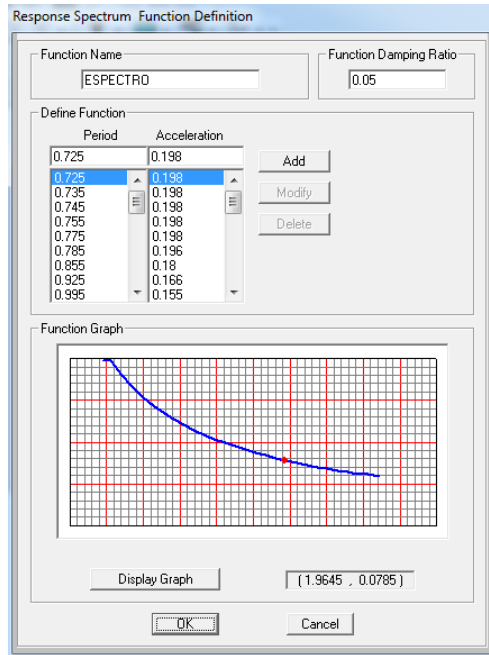 Response Spectrum Function Definition
Function Name
ESPECTRO
Function Damping Ratio
0.05
Define Function
Period Acceleration
0.725 0.198 Add
0.725 0.198
0.735 0.198 Modify
0.745 0.198
0.755 0.198 Delete
0.775 0.198
0.785 0.196
0.855 0.18
0.925 0.166
0.995 0.155
Function Graph
Display Graph (1.9645 , 0.0785)
OK Cancel